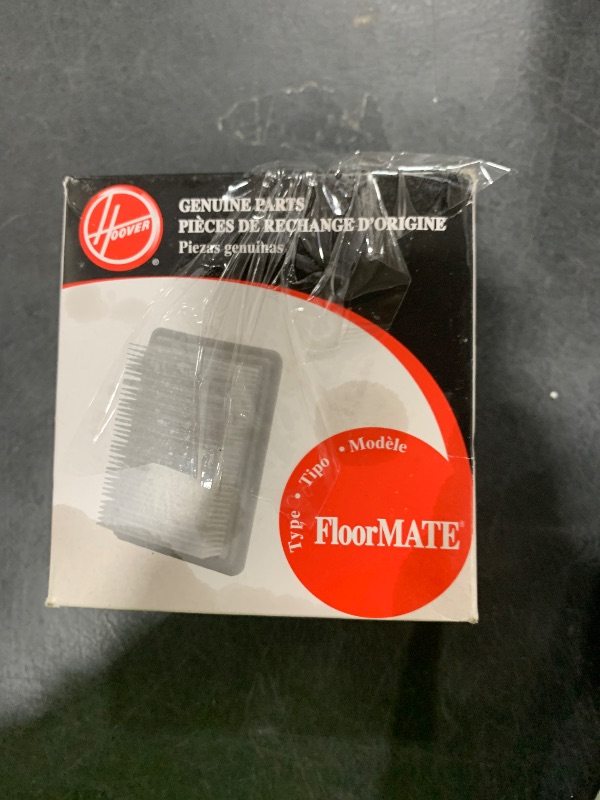 HOOVER
®
GENUINE PARTS
PIÈCES DE RECHANGE D'ORIGINE
Piezas genuinas
Type • Tipo • Modèle
FloorMATE®